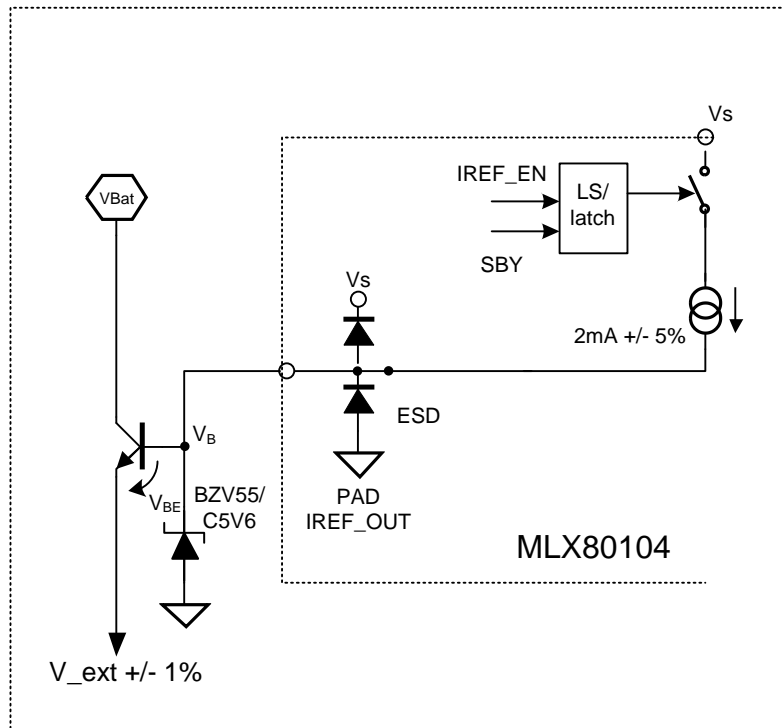 Vs
IREF_EN
LS/
latch
VBat
SBY
Vs
2mA +/- 5%
ESD
VB
VBE
BZV55/
C5V6
PAD
IREF_OUT
MLX80104
V_ext +/- 1%